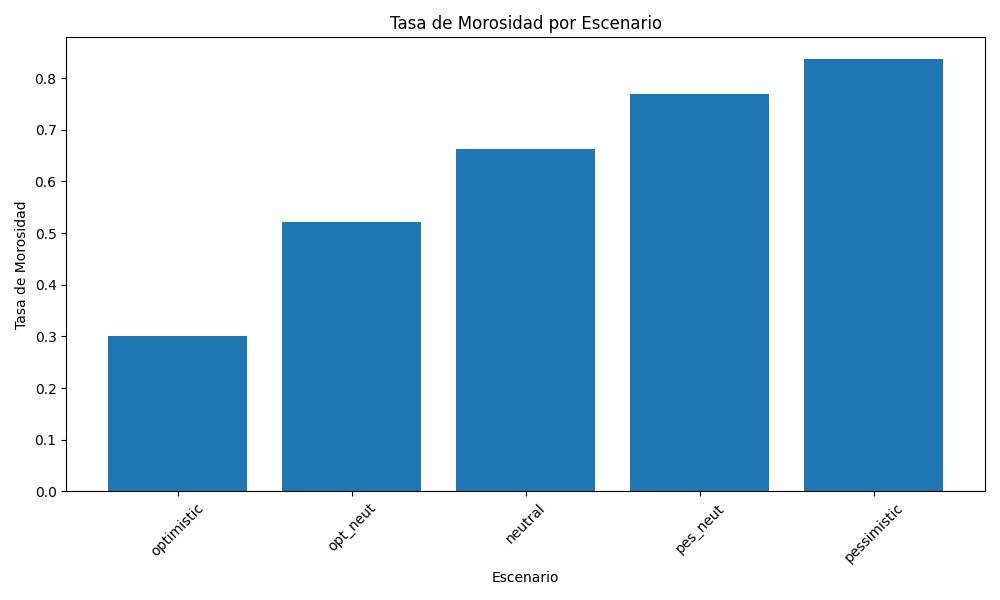 Tasa de Morosidad por Escenario
Tasa de Morosidad
0.8
0.7
0.6
0.5
0.4
0.3
0.2
0.1
0.0
optimistic
opt_neut
neutral
pes_neut
pessimistic
Escenario